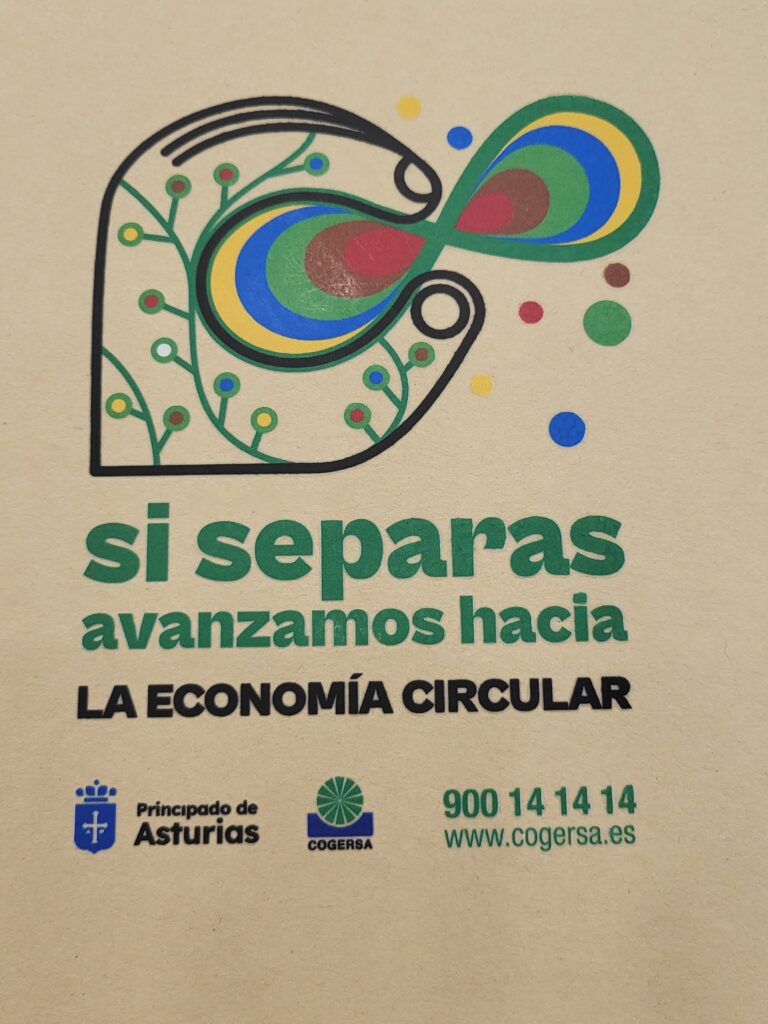 si separas
avanzamos hacia
LA ECONOMÍA CIRCULAR
Principado de
Asturias
COGERSA
900 14 14 14
www.cogersa.es